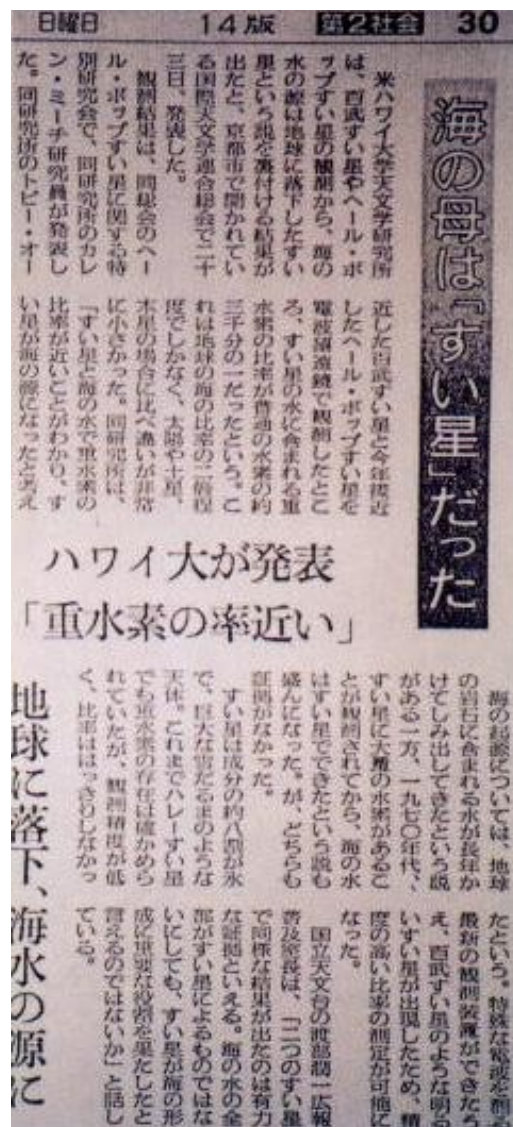 日曜日 14版 第2社会 30
海の母は「すい星」だった
ハワイ大が発表
「重水素の率近い」
地球に落下、海水の源に
米ハワイ大学天文学研究所
は、百武すい星やヘール・ボ
ップすい星の観測から、海の
水の源は地球に落下したすい
星という説を裏付ける結果が
出たと、京都市で開かれてい
る国際天文学連合総会で二十
三日、発表した。
観測結果は、同総会のヘー
ル・ボップすい星に関する特
別研究会で、同研究所のカレ
ン・ミーチ研究員が発表し
た。同研究所のトビー・オー
近した百武すい星と今年接近
したヘール・ボップすい星を
電波望遠鏡で観測したとこ
ろ、すい星の水に含まれる重
水素の比率が普通の水素の約
三千分の一だったという。こ
れは地球の海の比率の二倍程
度でしかなく、太陽や土星、
木星の場合に比べ違いが非常
に小さかった。同研究所は、
「すい星と海の水で重水素の
比率が近いことがわかり、す
い星が海の源になったと考え
海の起源については、地球
の岩石に含まれる水が長年か
けてしみ出してきたという説
がある一方、一九七〇年代、
すい星に大量の水素があるこ
とが観測されてから、海の水
はすい星でできたという説も
盛んになった。が、どちらも
証拠がなかった。
すい星は成分の約八割が氷
で、巨大な雪だるまのような
天体。これまでハレーすい星
でも重水素の存在は確かめら
れていたが、観測精度が低
く、比率ははっきりしなかっ
たという。特殊な電波を
最新の観測装置ができたう
え、百武すい星のような明る
いすい星が出現したため、精
度の高い比率の測定が可能に
なった。
国立天文台の渡部潤一広報
普及室長は、「二つのすい星
で同様な結果が出たのは有力
な証拠といえる。海の水の全
部がすい星によるものではな
いにしても、すい星が海の形
成に重要な役割を果たしたと
言えるのではないか」と話し
ている。